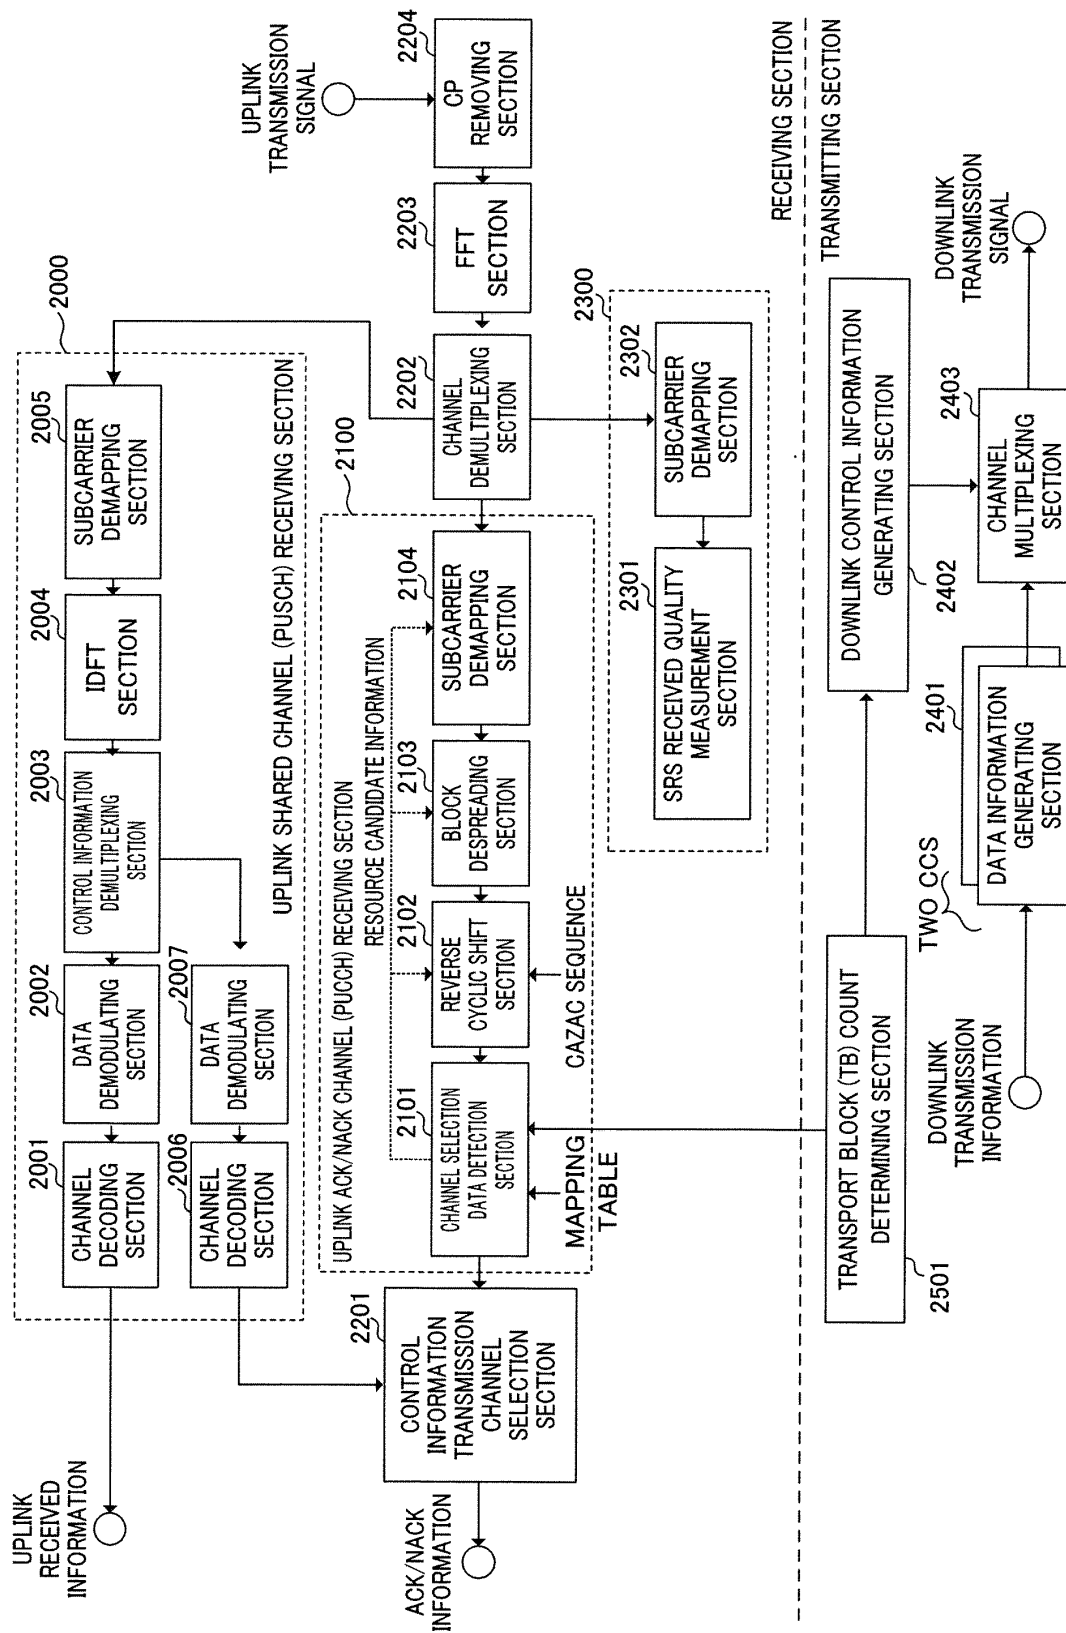 UPLINK
RECEIVED
INFORMATION
2001
CHANNEL
DECODING
SECTION
2002
DATA
DEMODULATING
SECTION
2003
CONTROL INFORMATION
DEMULTIPLEXING
SECTION
2004
IDFT
SECTION
2005
SUBCARRIER
DEMAPPING
SECTION
2000
2006
CHANNEL
DECODING
SECTION
2007
DATA
DEMODULATING
SECTION
UPLINK SHARED CHANNEL (PUSCH) RECEIVING SECTION
UPLINK
TRANSMISSION
SIGNAL
ACK/NACK
INFORMATION
2201
CONTROL
INFORMATION
TRANSMISSION
CHANNEL
SELECTION
SECTION
UPLINK ACK/NACK CHANNEL (PUCCH) RECEIVING SECTION
RESOURCE CANDIDATE INFORMATION
2100
2101
CHANNEL SELECTION
DATA DETECTION
SECTION
2102
REVERSE
CYCLIC SHIFT
SECTION
2103
BLOCK
DESPREADING
SECTION
2104
SUBCARRIER
DEMAPPING
SECTION
2202
CHANNEL
DEMULTIPLEXING
SECTION
2203
FFT
SECTION
2204
CP
REMOVING
SECTION
MAPPING
TABLE
CAZAC SEQUENCE
2300
2301
SRS RECEIVED QUALITY
MEASUREMENT
SECTION
2302
SUBCARRIER
DEMAPPING
SECTION
RECEIVING SECTION
TRANSMITTING SECTION
2501
TRANSPORT BLOCK (TB) COUNT
DETERMINING SECTION
DOWNLINK CONTROL INFORMATION
GENERATING SECTION
2402
DOWNLINK
TRANSMISSION
INFORMATION
TWO CCS
2401
DATA INFORMATION
GENERATING
SECTION
2403
CHANNEL
MULTIPLEXING
SECTION
DOWNLINK
TRANSMISSION
SIGNAL